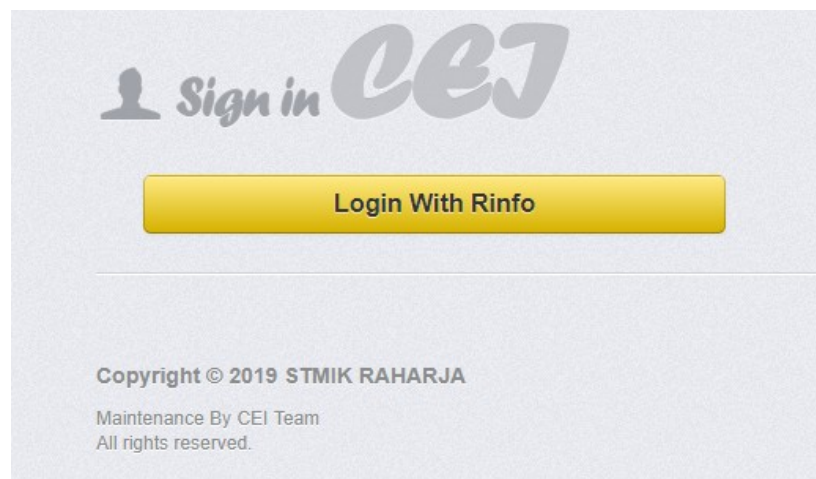 Sign in CEI
Login With Rinfo
Copyright © 2019 STMIK RAHARJA
Maintenance By CEI Team
All rights reserved.